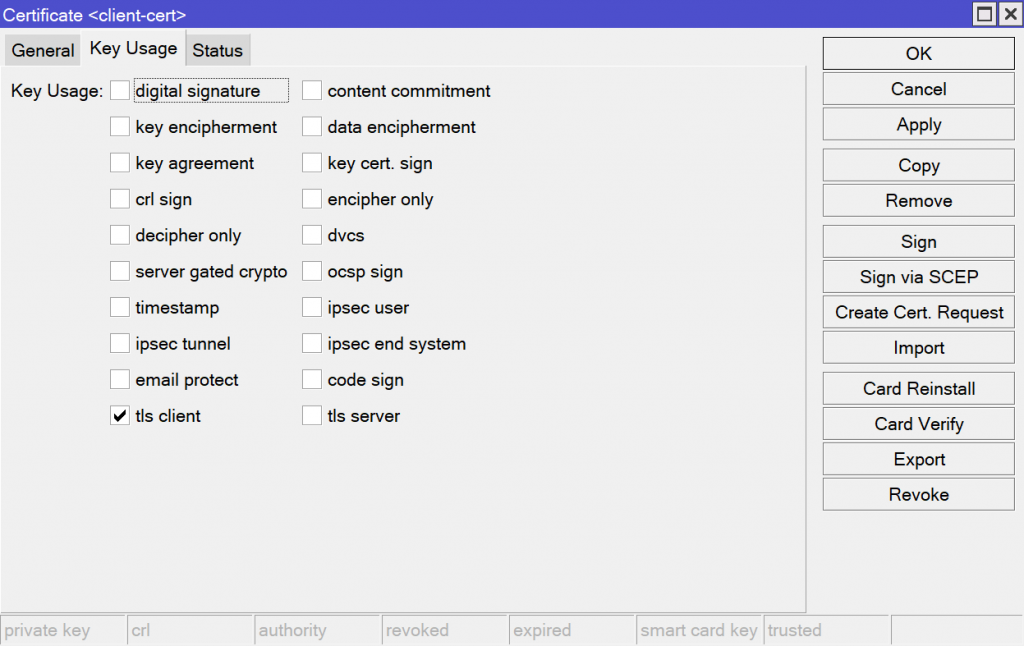 Certificate <client-cert>
General Key Usage Status
Key Usage: digital signature content commitment
key encipherment data encipherment
key agreement key cert. sign
crl sign encipher only
decipher only dvcs
server gated crypto ocsp sign
timestamp ipsec user
ipsec tunnel ipsec end system
email protect code sign
tls client tls server
OK
Cancel
Apply
Copy
Remove
Sign
Sign via SCEP
Create Cert. Request
Import
Card Reinstall
Card Verify
Export
Revoke
private key crl authority revoked expired smart card key trusted